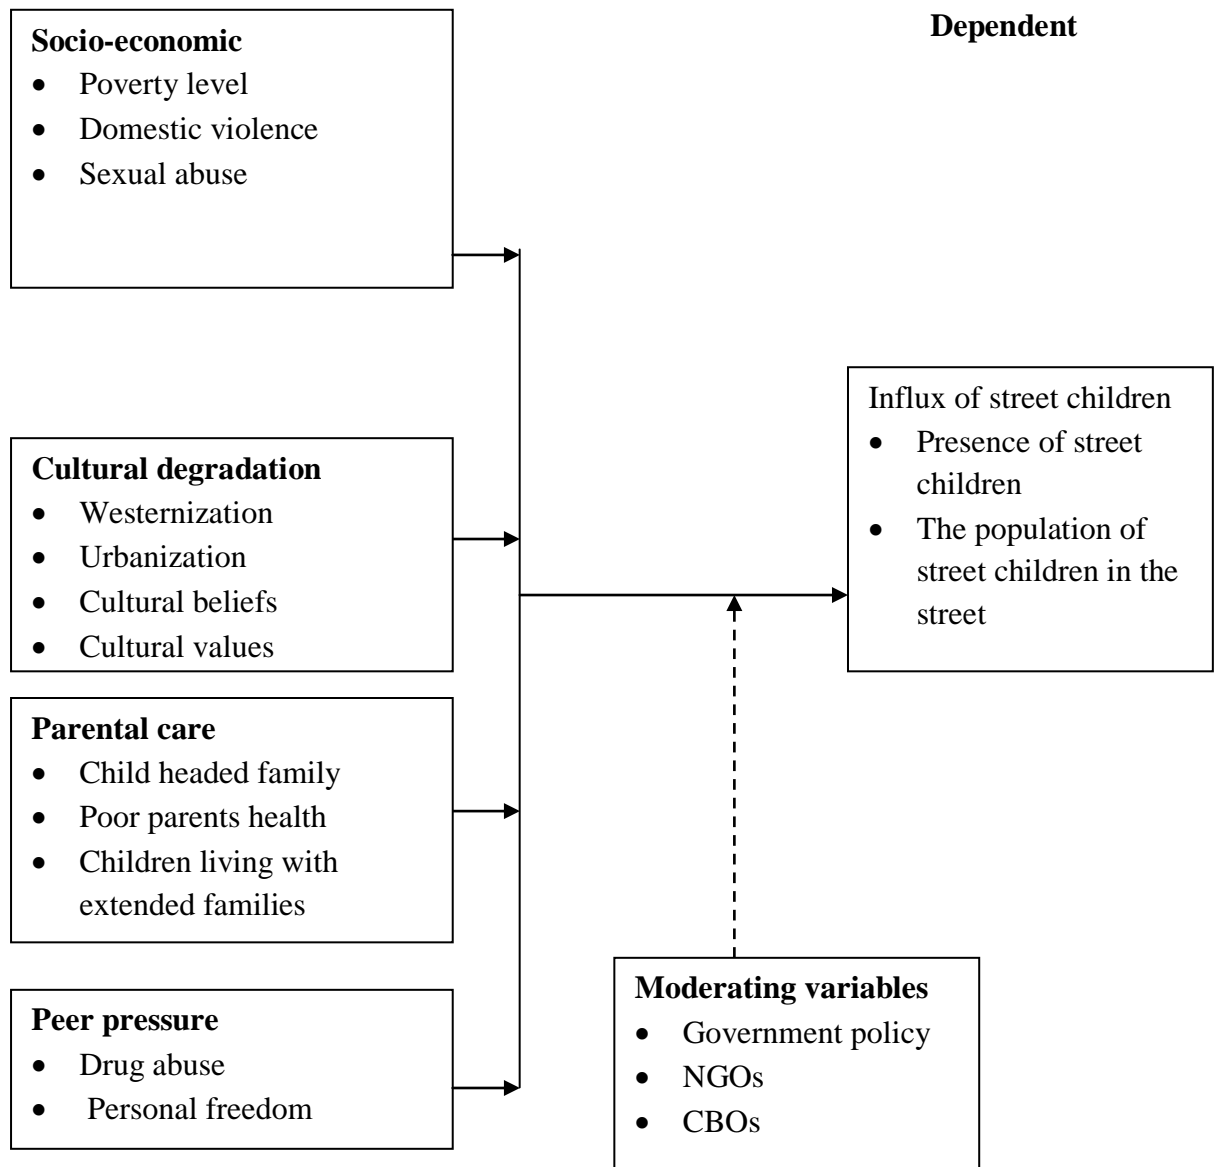 Dependent
Socio-economic
• Poverty level
• Domestic violence
• Sexual abuse
Cultural degradation
• Westernization
• Urbanization
• Cultural beliefs
• Cultural values
Parental care
• Child headed family
• Poor parents health
• Children living with
extended families
Peer pressure
• Drug abuse
• Personal freedom
Influx of street children
• Presence of street
children
• The population of
street children in the
street
Moderating variables
• Government policy
• NGOs
• CBOs